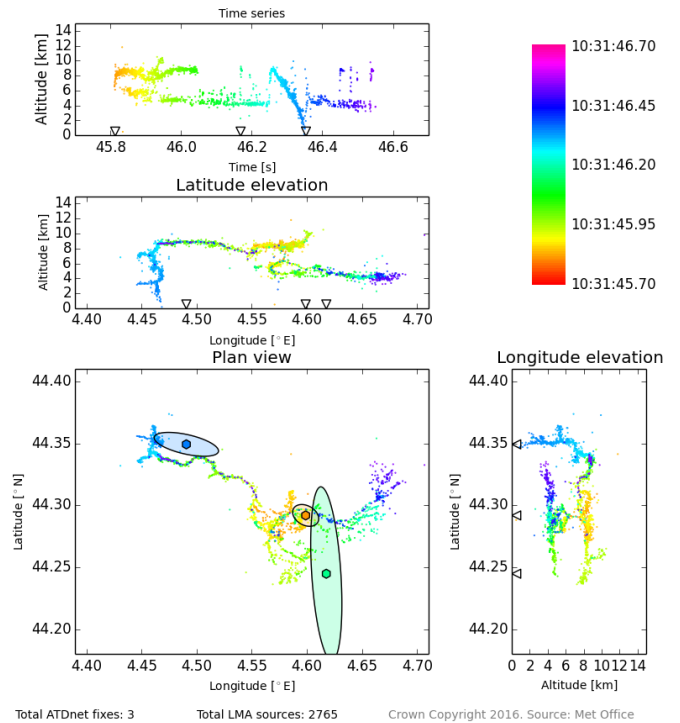 Time series
Altitude [km]
14
12
10
8
6
4
2
0
45.8 46.0 46.2 46.4 46.6
Time [s]
10:31:46.70
10:31:46.45
10:31:46.20
10:31:45.95
10:31:45.70
Latitude elevation
Altitude [km]
14
12
10
8
6
4
2
0
4.40 4.45 4.50 4.55 4.60 4.65 4.70
Longitude [°E]
Plan view
Latitude [°N]
44.40
44.35
44.30
44.25
44.20
4.40 4.45 4.50 4.55 4.60 4.65 4.70
Longitude [°E]
Longitude elevation
Latitude [°N]
44.40
44.35
44.30
44.25
44.20
0 2 4 6 8 10 12 14
Altitude [km]
Total ATDnet fixes: 3 Total LMA sources: 2765 Crown Copyright 2016. Source: Met Office